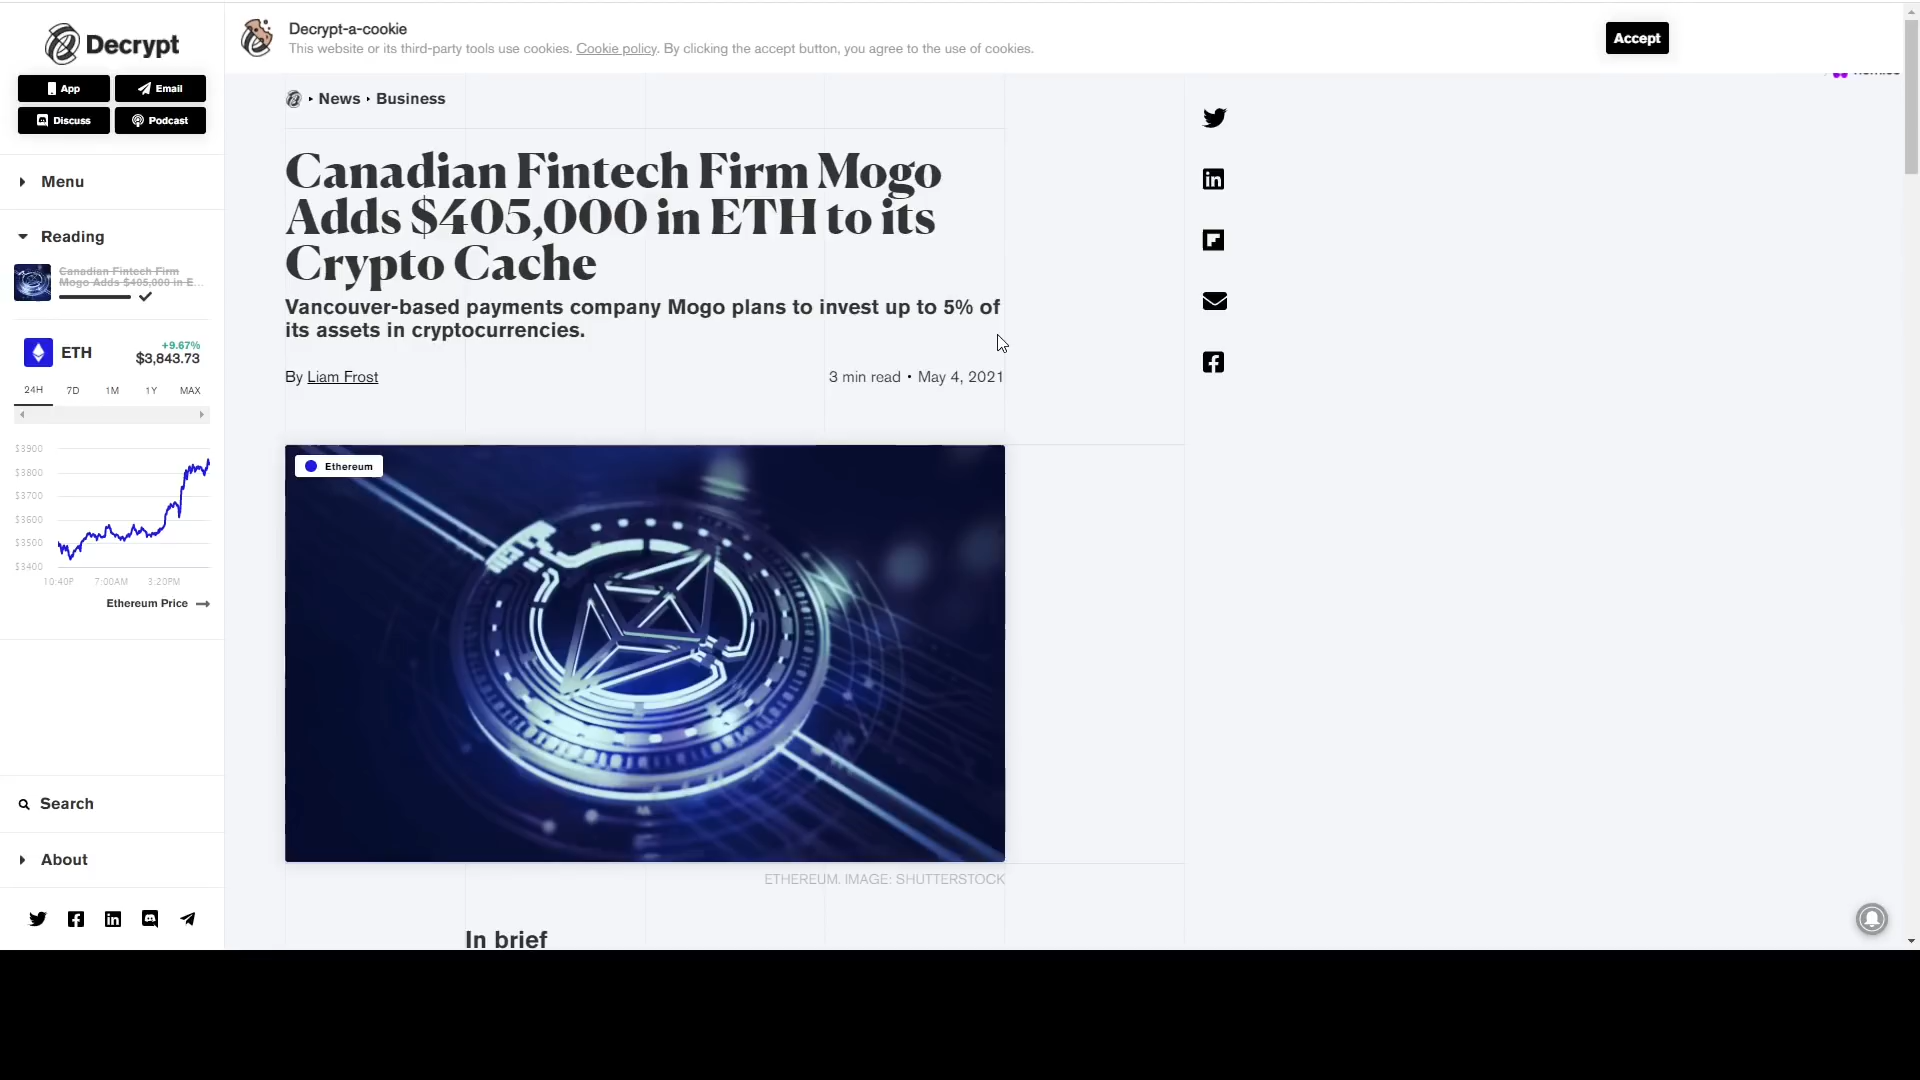 Decrypt
App
Email
Discuss
Podcast
Menu
Reading
Canadian Fintech Firm
Mogo Adds $405,000 in E...
ETH
+9.67%
$3,843.73
24H 7D 1M 1Y MAX
$3900
$3800
$3700
$3600
$3500
$3400
10:40P 7:00AM 3:20PM
Ethereum Price
Search
About
Decrypt-a-cookie
This website or its third-party tools use cookies. Cookie policy. By clicking the accept button, you agree to the use of cookies.
Accept
News
Business
Canadian Fintech Firm Mogo
Adds $405,000 in ETH to its
Crypto Cache
Vancouver-based payments company Mogo plans to invest up to 5% of
its assets in cryptocurrencies.
By Liam Frost
3 min read • May 4, 2021
Ethereum
ETHEREUM. IMAGE: SHUTTERSTOCK
In brief